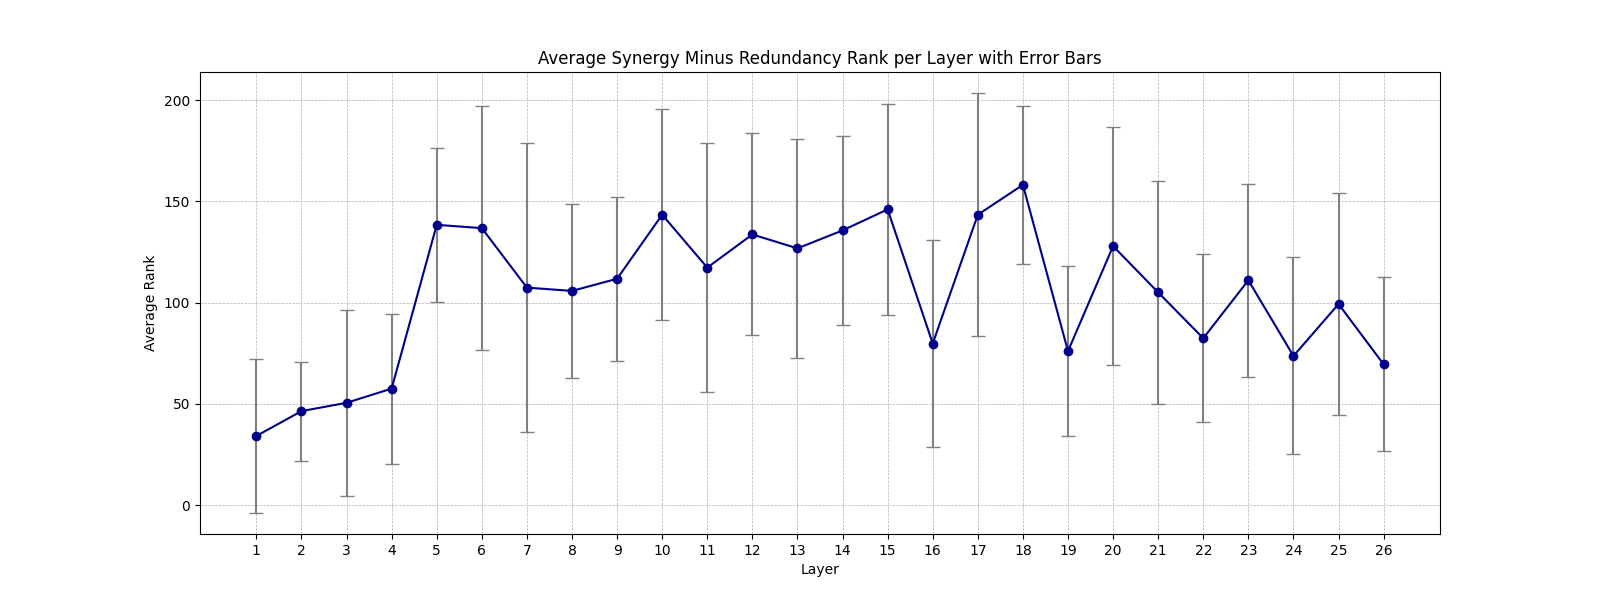 Average Synergy Minus Redundancy Rank per Layer with Error Bars
Average Rank
200
150
100
50
0
1 2 3 4 5 6 7 8 9 10 11 12 13 14 15 16 17 18 19 20 21 22 23 24 25 26
Layer